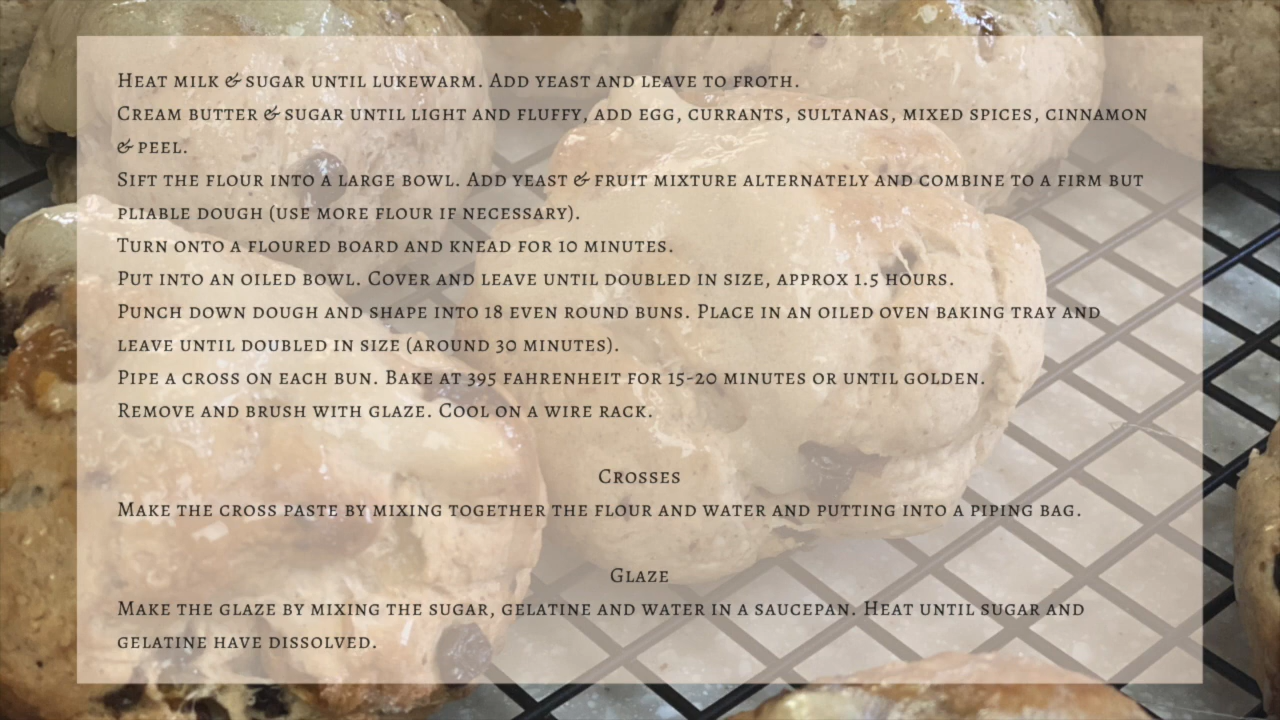 Heat milk & sugar until lukewarm. Add yeast and leave to froth.
Cream butter & sugar until light and fluffy, add egg, currants, sultanas, mixed spices, cinnamon
& peel.
Sift the flour into a large bowl. Add yeast & fruit mixture alternately and combine to a firm but
pliable dough (use more flour if necessary).
Turn onto a floured board and knead for 10 minutes.
Put into an oiled bowl. Cover and leave until doubled in size, approx 1.5 hours.
Punch down dough and shape into 18 even round buns. Place in an oiled oven baking tray and
leave until doubled in size (around 30 minutes).
Pipe a cross on each bun. Bake at 395 fahrenheit for 15-20 minutes or until golden.
Remove and brush with glaze. Cool on a wire rack.
Crosses
Make the cross paste by mixing together the flour and water and putting into a piping bag.
Glaze
Make the glaze by mixing the sugar, gelatine and water in a saucepan. Heat until sugar and
gelatine have dissolved.